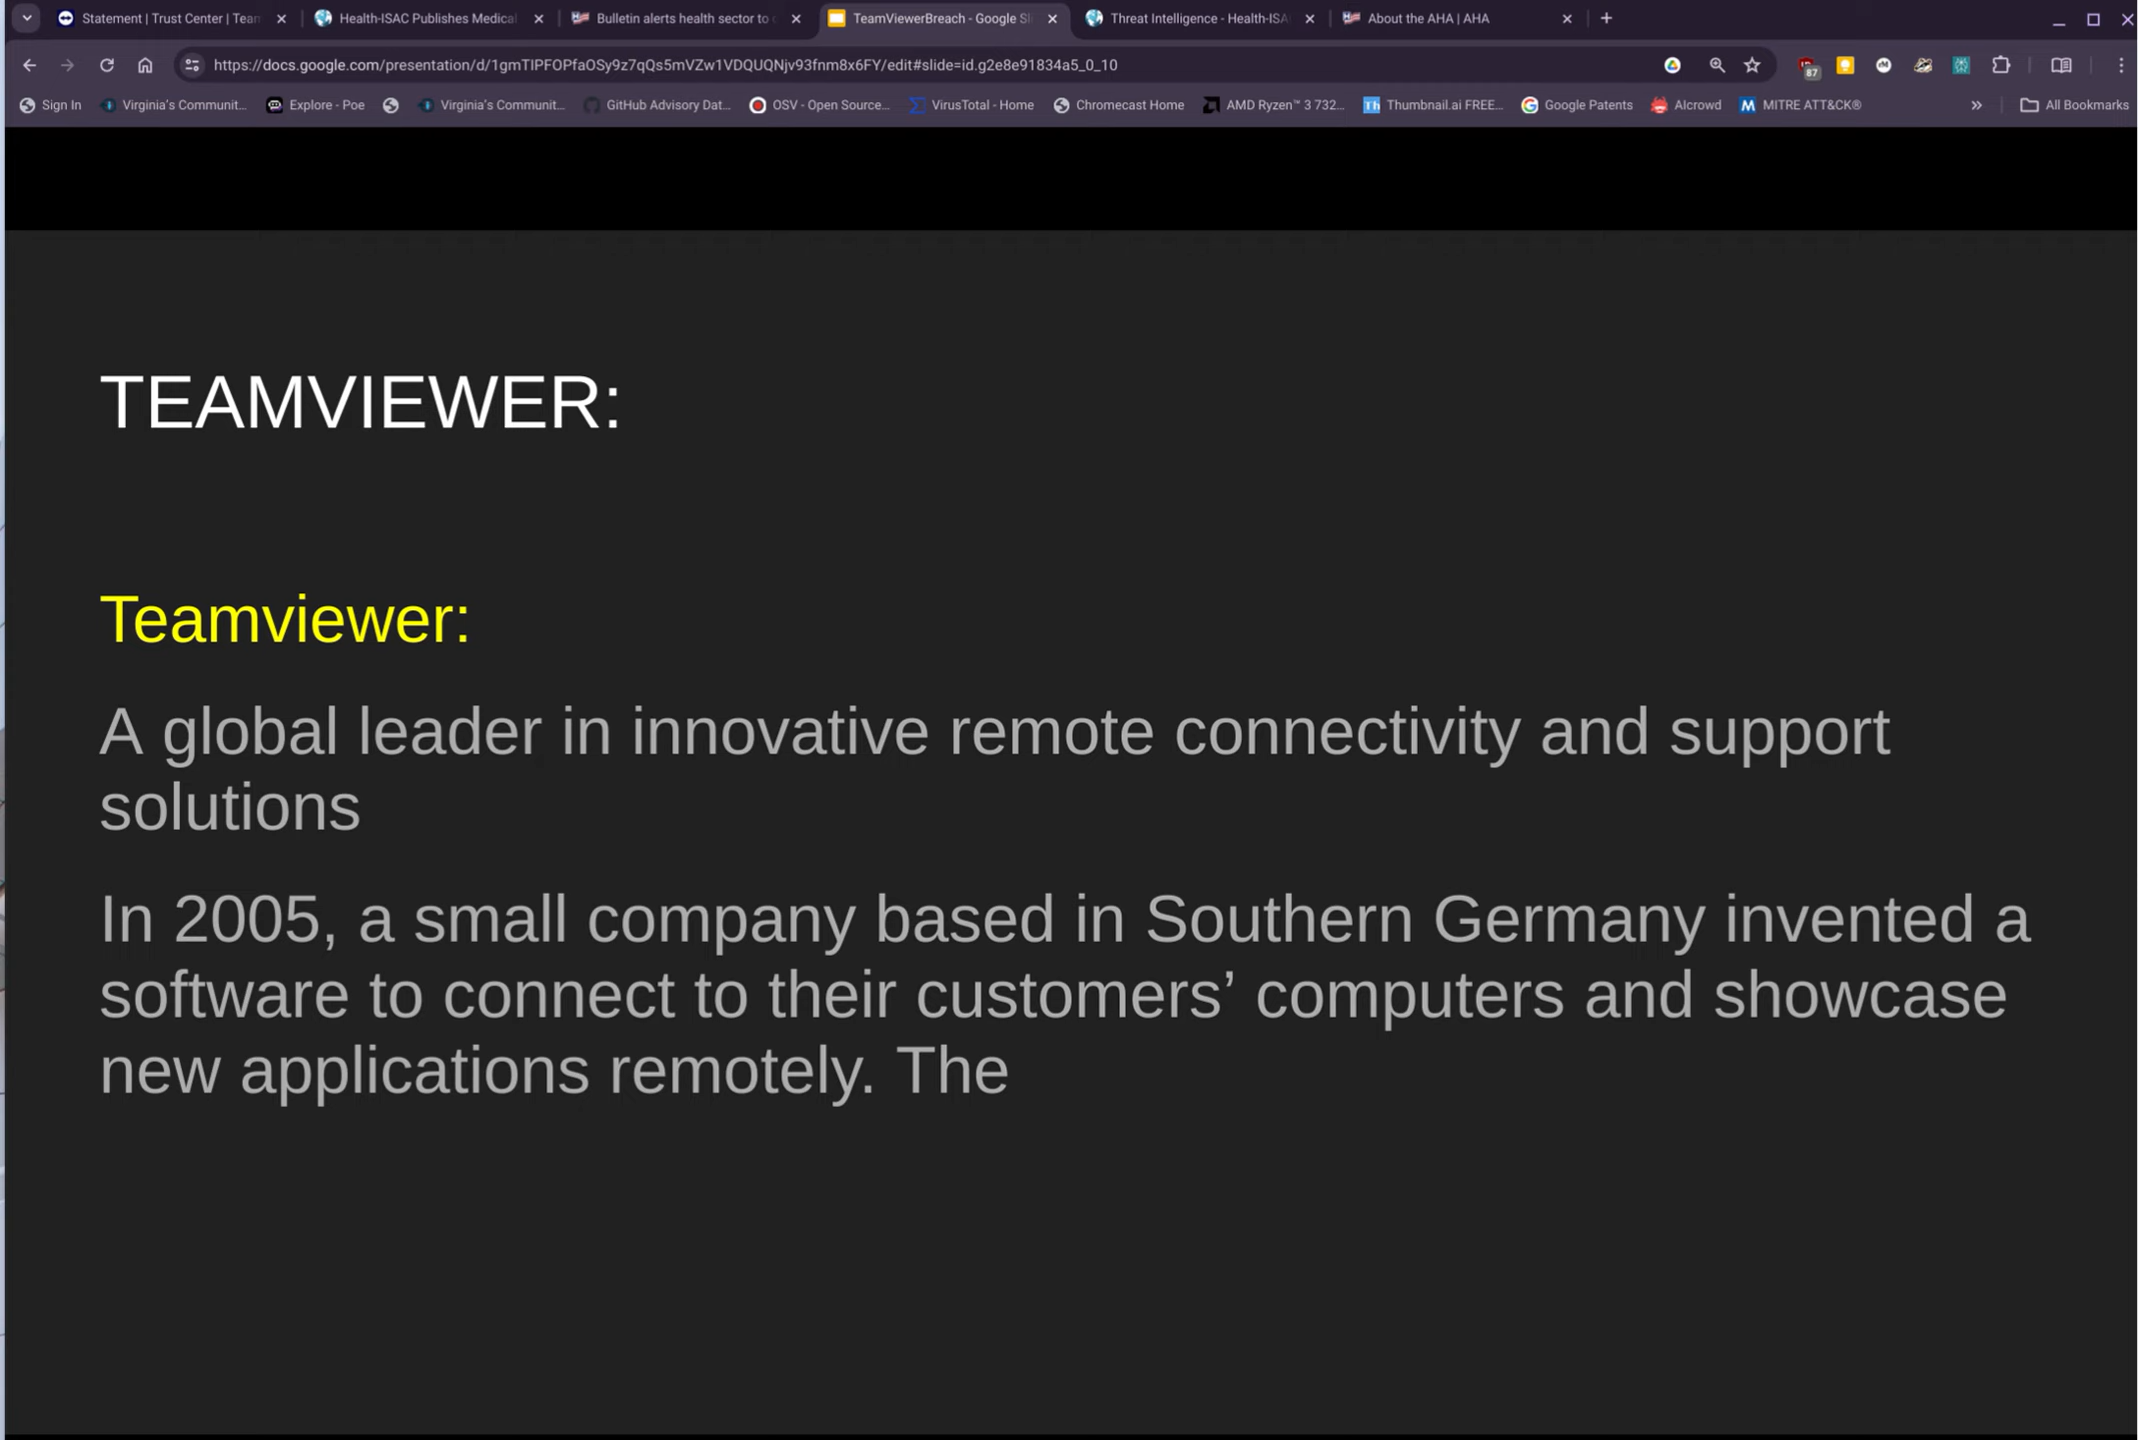 Statement | Trust Center | Team
Health-ISAC Publishes Medical
Bulletin alerts health sector to
TeamViewerBreach - Google Sl
Threat Intelligence - Health-ISA
About the AHA | AHA
https://docs.google.com/presentation/d/1gmTIPFOPfaOSy9z7qQs5mVZw1VDQUQNjv93fnm8x6FY/edit#slide=id.g2e8e91834a5_0_10
87
Sign In
Virginia's Communit...
Explore - Poe
Virginia's Communit...
GitHub Advisory Dat...
OSV - Open Source...
VirusTotal - Home
Chromecast Home
AMD Ryzen™ 3 732...
Th
Thumbnail.ai FREE...
Google Patents
AIcrowd
M
MITRE ATT&CK®
All Bookmarks
TEAMVIEWER:
Teamviewer:
A global leader in innovative remote connectivity and support
solutions
In 2005, a small company based in Southern Germany invented a
software to connect to their customers’ computers and showcase
new applications remotely. The